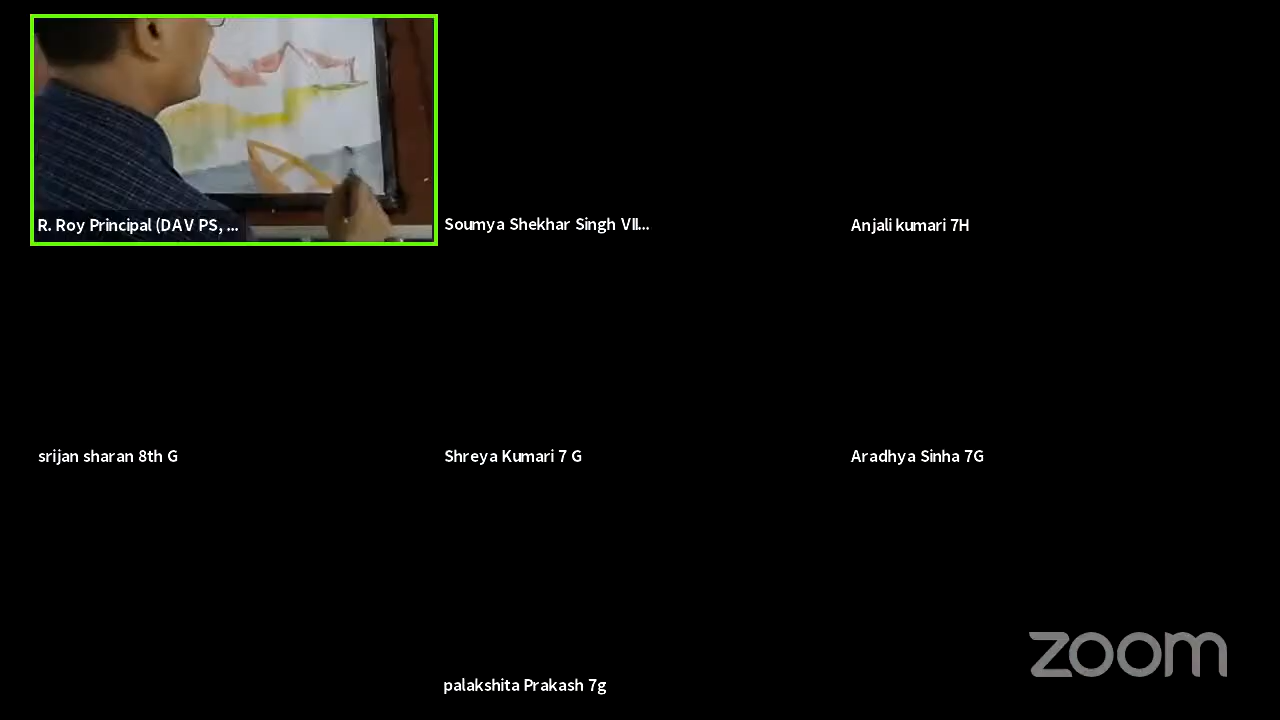 R. Roy Principal (DAV PS, ...
Soumya Shekhar Singh VII...
Anjali kumari 7H
srijan sharan 8th G
Shreya Kumari 7 G
Aradhya Sinha 7G
palakshita Prakash 7g
zoom